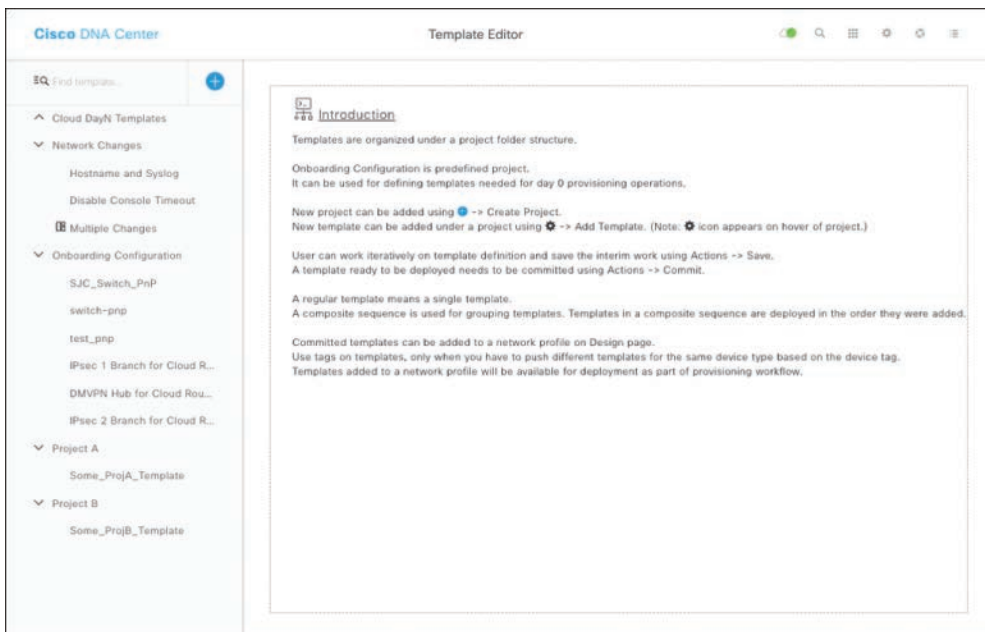 Cisco DNA Center
Template Editor
Find template...
Cloud DayN Templates
Network Changes
Hostname and Syslog
Disable Console Timeout
Multiple Changes
Onboarding Configuration
SJC_Switch_PnP
switch-pnp
test_pnp
IPsec 1 Branch for Cloud R...
DMVPN Hub for Cloud Rou...
IPsec 2 Branch for Cloud R...
Project A
Some_ProjA_Template
Project B
Some_ProjB_Template
Introduction
Templates are organized under a project folder structure.
Onboarding Configuration is predefined project.
It can be used for defining templates needed for day 0 provisioning operations.
New project can be added using -> Create Project.
New template can be added under a project using -> Add Template. (Note: icon appears on hover of project.)
User can work iteratively on template definition and save the interim work using Actions -> Save.
A template ready to be deployed needs to be committed using Actions -> Commit.
A regular template means a single template.
A composite sequence is used for grouping templates. Templates in a composite sequence are deployed in the order they were added.
Committed templates can be added to a network profile on Design page.
Use tags on templates, only when you have to push different templates for the same device type based on the device tag.
Templates added to a network profile will be available for deployment as part of provisioning workflow.